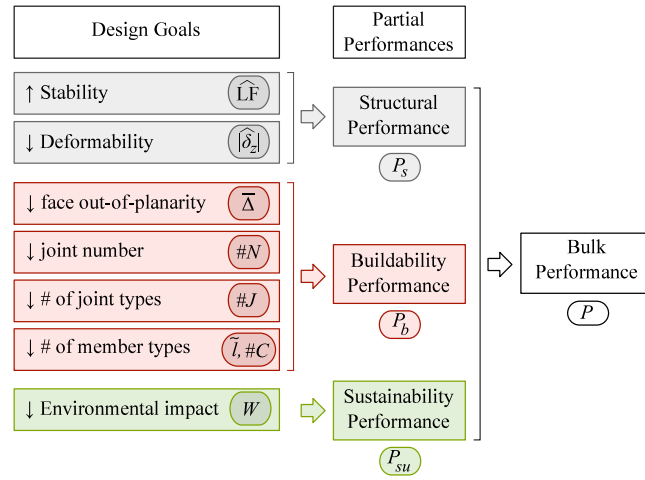 Design Goals
Partial
Performances
↑ Stability
L̂F̂
↓ Deformability
|δ̂z|
Structural
Performance
Ps
↓ face out-of-planarity
Δ̅
↓ joint number
#N
↓ # of joint types
#J
↓ # of member types
l̃, #C
Buildability
Performance
Pb
↓ Environmental impact
W
Sustainability
Performance
Psu
Bulk
Performance
P